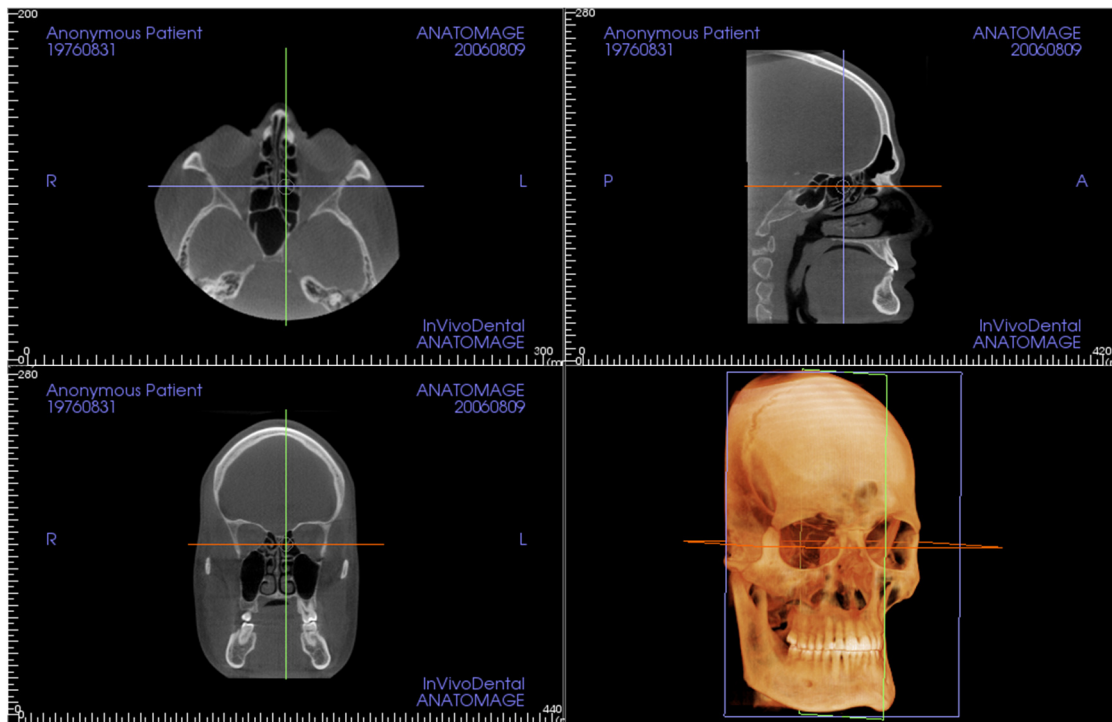 200
Anonymous Patient
19760831
ANATOMAGE
20060809
R
L
InVivoDental
ANATOMAGE
0
300
280
Anonymous Patient
19760831
ANATOMAGE
20060809
P
A
InVivoDental
ANATOMAGE
0
420
280
Anonymous Patient
19760831
ANATOMAGE
20060809
R
L
InVivoDental
ANATOMAGE
0
440